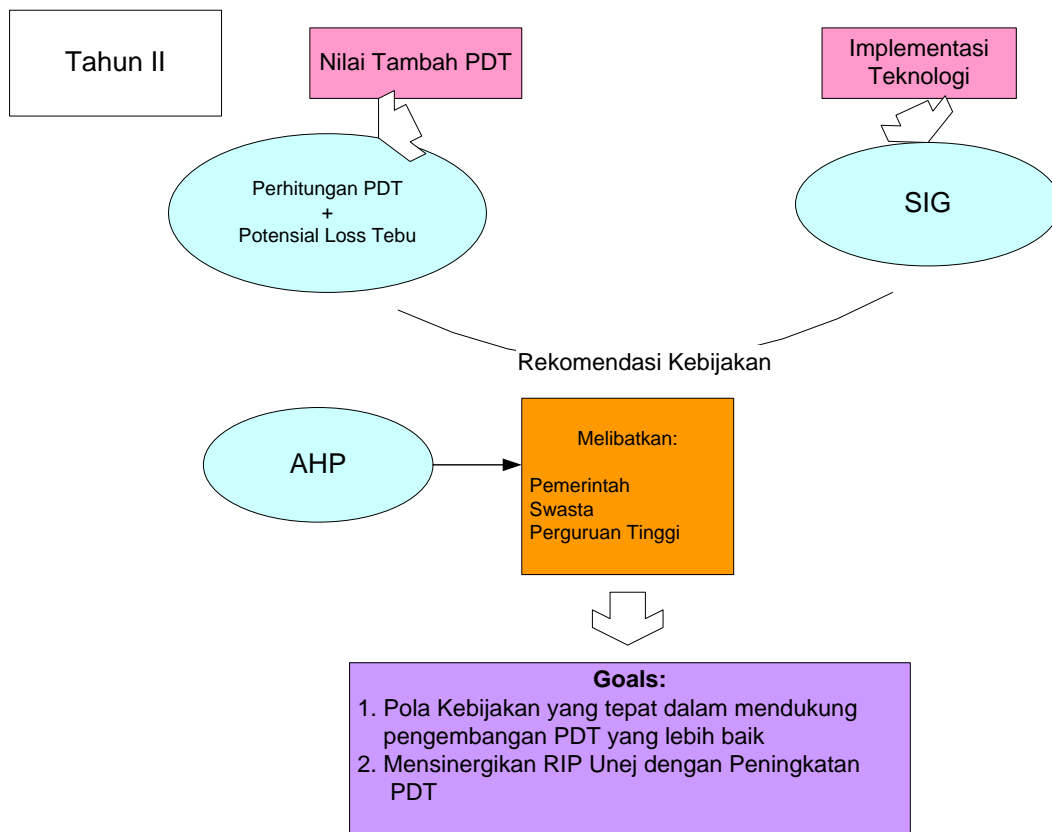 Tahun II
Nilai Tambah PDT
Implementasi
Teknologi
Perhitungan PDT
+
Potensial Loss Tebu
SIG
Rekomendasi Kebijakan
AHP
Melibatkan:
Pemerintah
Swasta
Perguruan Tinggi
Goals:
1. Pola Kebijakan yang tepat dalam mendukung
pengembangan PDT yang lebih baik
2. Mensinergikan RIP Unej dengan Peningkatan
PDT